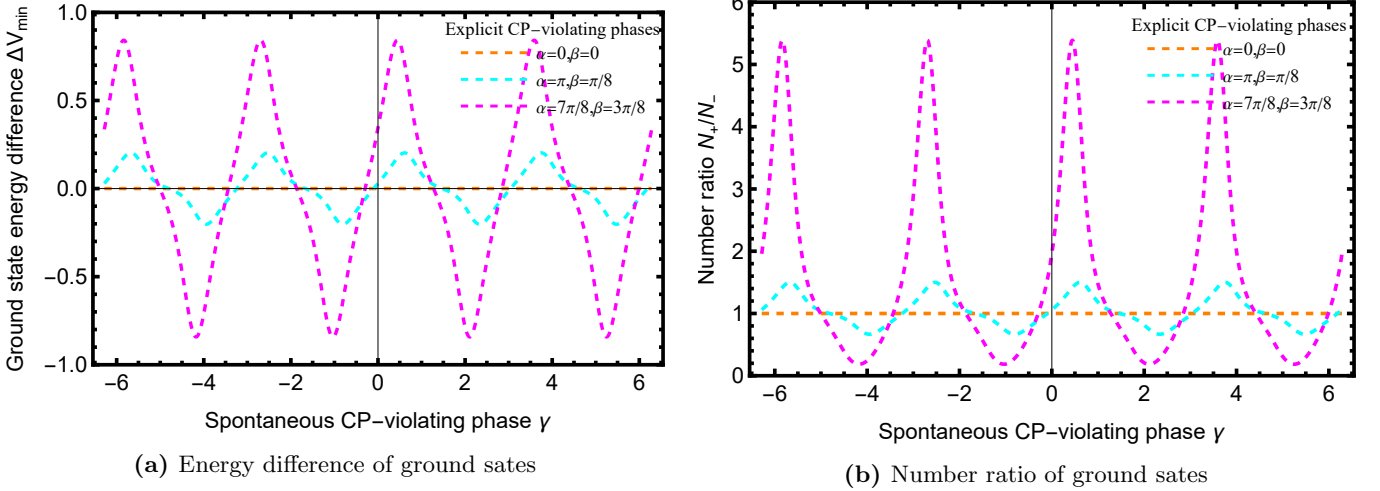 Ground state energy difference ΔVmin
1.0
0.5
0.0
−0.5
−1.0
Explicit CP−violating phases
α=0,β=0
α=π,β=π/8
α=7π/8,β=3π/8
−6 −4 −2 0 2 4 6
Spontaneous CP−violating phase γ
(a) Energy difference of ground sates
Number ratio N+/N−
6
5
4
3
2
1
0
Explicit CP−violating phases
α=0,β=0
α=π,β=π/8
α=7π/8,β=3π/8
−6 −4 −2 0 2 4 6
Spontaneous CP−violating phase γ
(b) Number ratio of ground sates